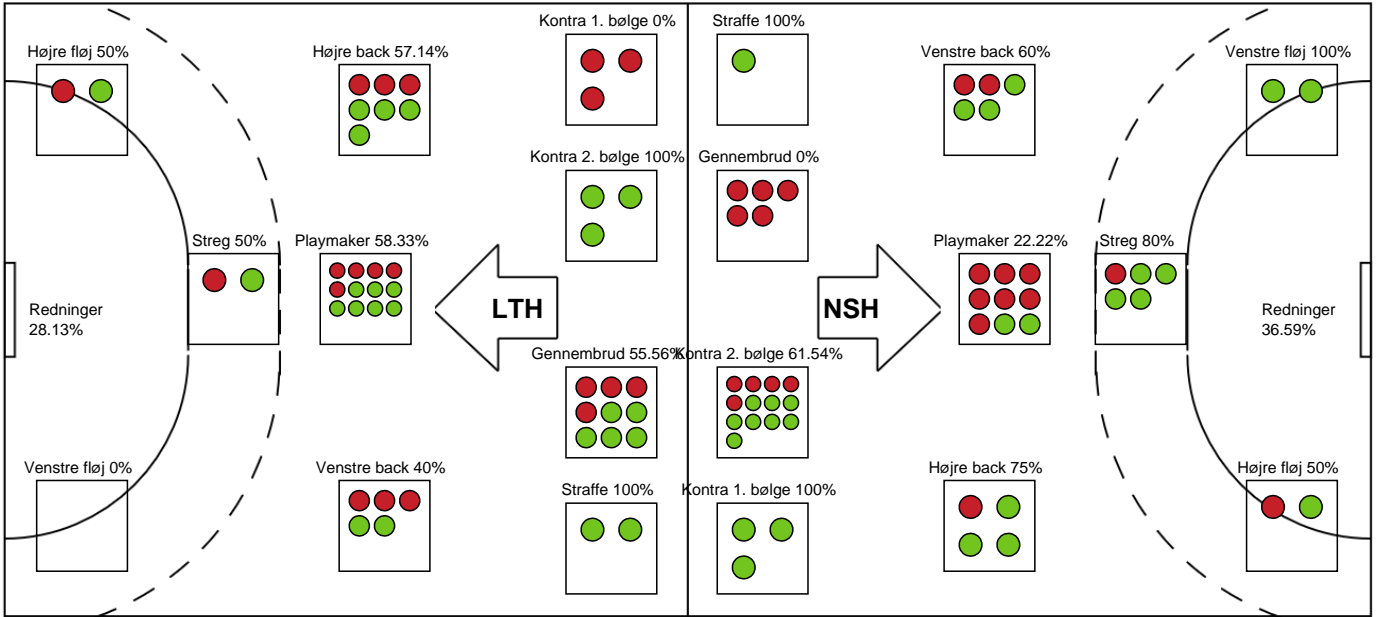 Kontra 1. bølge 0%
Straffe 100%
Højre fløj 50%
Højre back 57.14%
Venstre back 60%
Venstre fløj 100%
Kontra 2. bølge 100%
Gennembrud 0%
Streg 50%
Playmaker 58.33%
Playmaker 22.22%
Streg 80%
Redninger
28.13%
LTH
NSH
Redninger
36.59%
Gennembrud 55.56%
Kontra 2. bølge 61.54%
Venstre fløj 0%
Venstre back 40%
Højre back 75%
Højre fløj 50%
Straffe 100%
Kontra 1. bølge 100%